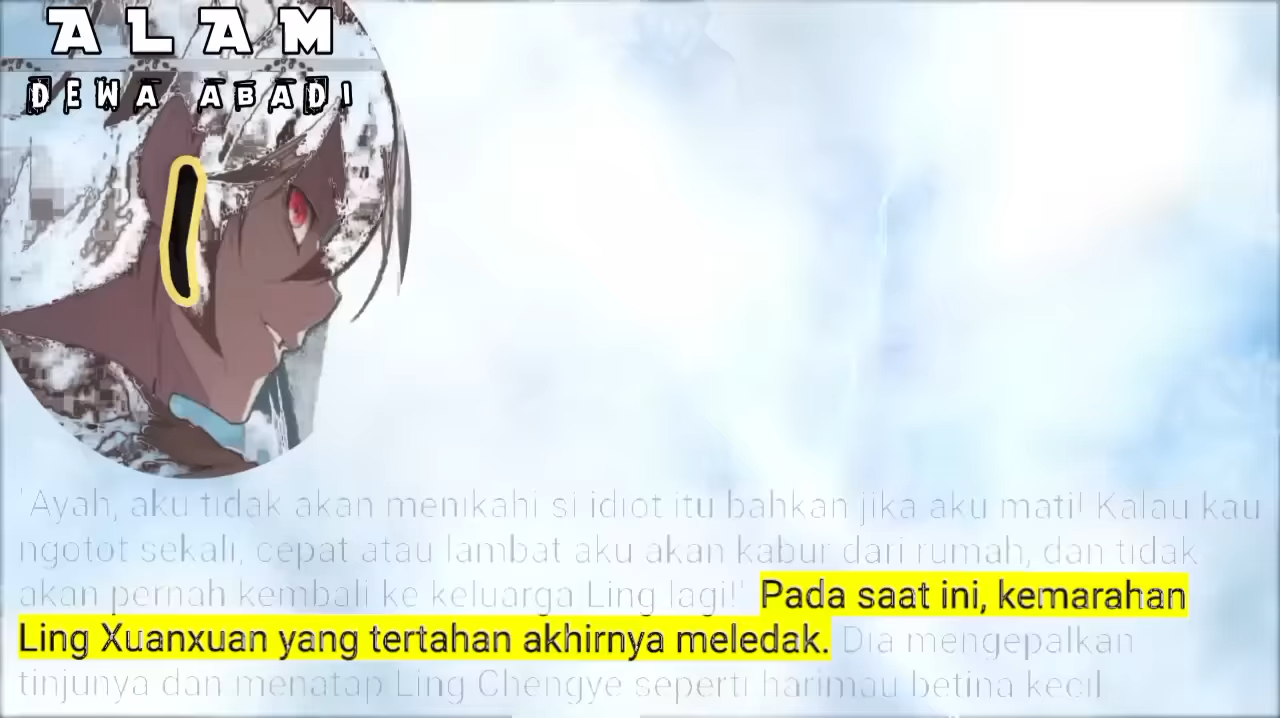 ALAM
DEWA ABADI
'Ayah, aku tidak akan menikahi si idiot itu bahkan jika aku mati! Kalau kau
ngotot sekali, cepat atau lambat aku akan kabur dari rumah, dan tidak
akan pernah kembali ke keluarga Ling lagi!' Pada saat ini, kemarahan
Ling Xuanxuan yang tertahan akhirnya meledak. Dia mengepalkan
tinjunya dan menatap Ling Chengye seperti harimau betina kecil